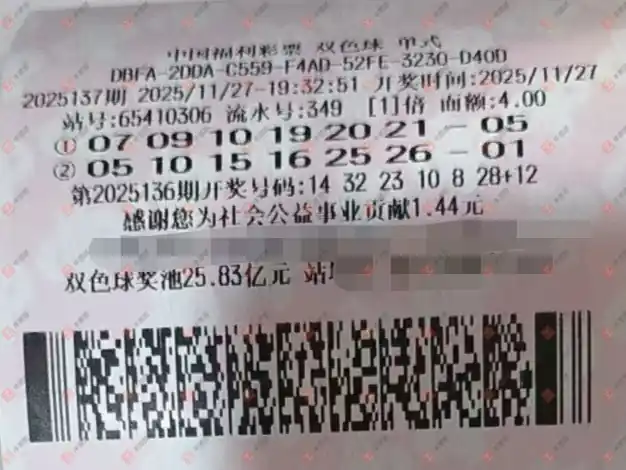 中国福利彩票 双色球 单式
DBFA-2DDA-C559-F4AD-52FE-3230-D40D
2025137期 2025/11/27-19:32:51 开奖时间:2025/11/27
站号:65410306 流水号:349 [1]倍 面额:4.00
① 07 09 10 19 20 21 - 05
② 05 10 15 16 25 26 - 01
第2025136期开奖号码:14 32 23 10 8 28+12
感谢您为社会公益事业贡献1.44元
双色球奖池25.83亿元 站